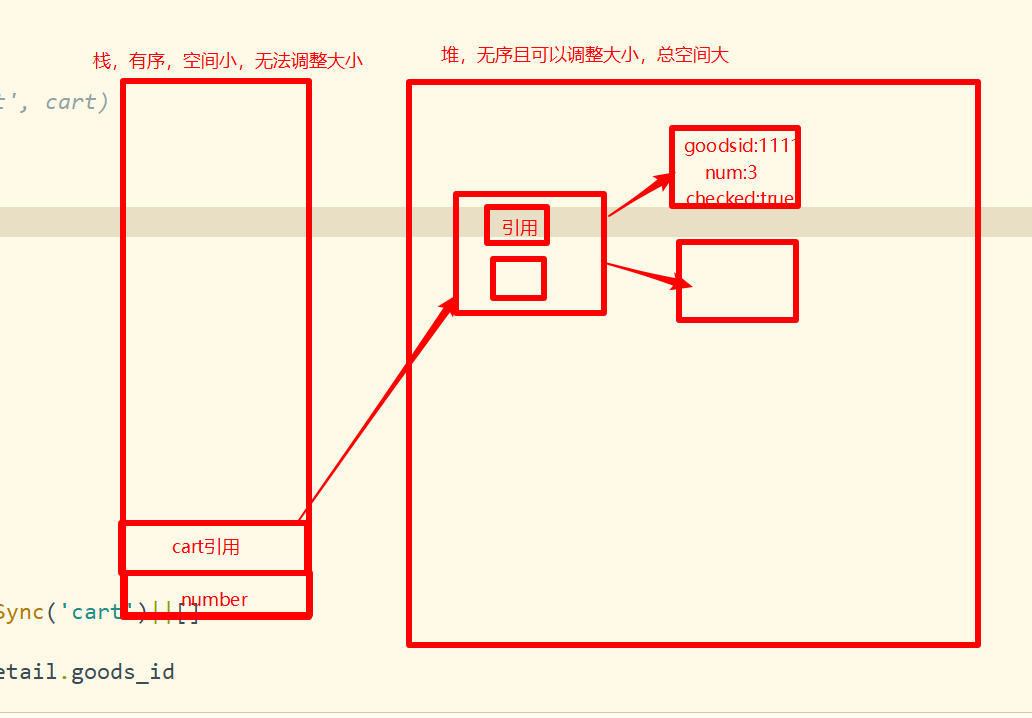 栈，有序，空间小，无法调整大小
堆，无序且可以调整大小，总空间大
t', cart)
goodsid:1111
num:3
checked:true
引用
cart引用
number
Sync('cart')||[]
etail.goods_id